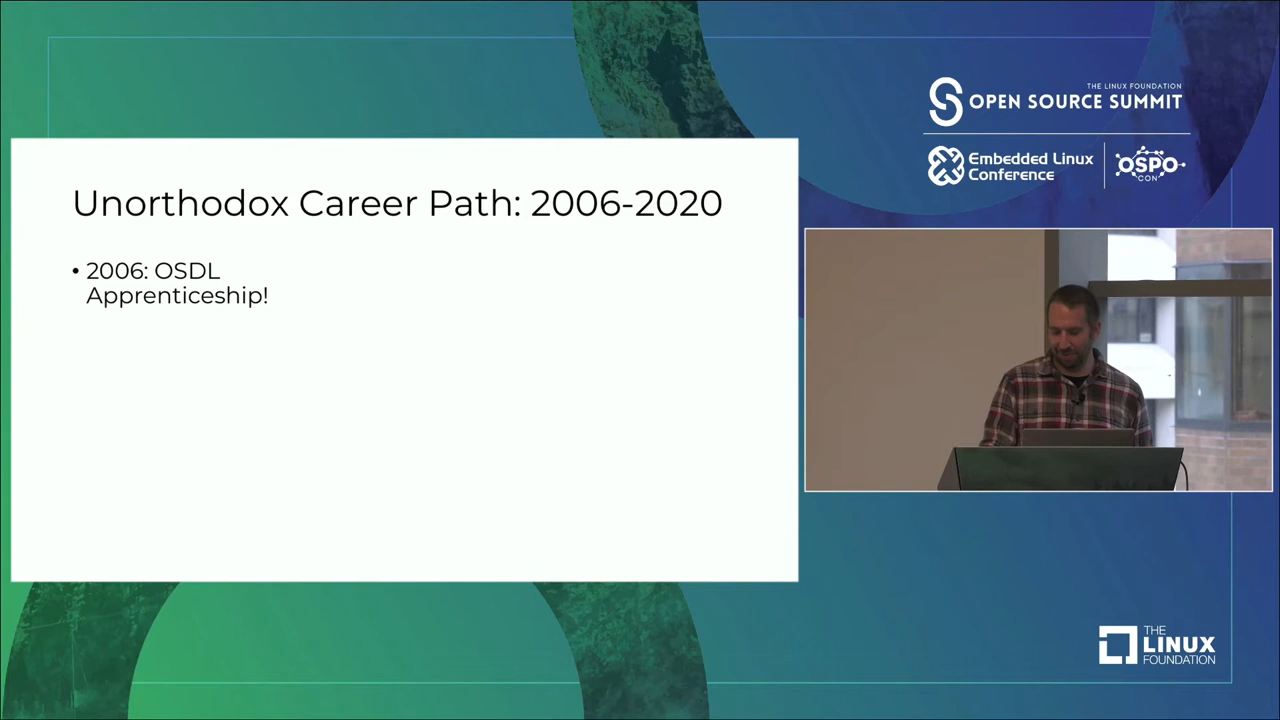 THE LINUX FOUNDATION
OPEN SOURCE SUMMIT
Embedded Linux
Conference
OSPO
CON
Unorthodox Career Path: 2006-2020
• 2006: OSDL
Apprenticeship!
THE
LINUX
FOUNDATION